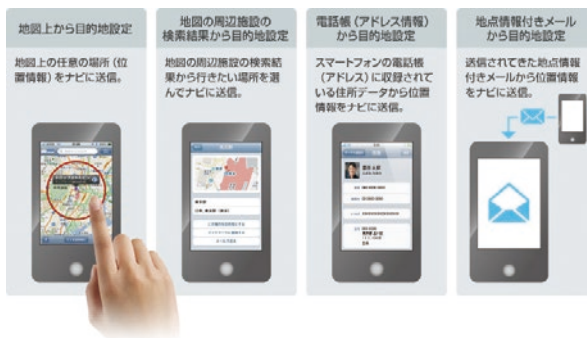 地図上から目的地設定
地図上の任意の場所（位
置情報）をナビに送信。
地図の周辺施設の
検索結果から目的地設定
地図の周辺施設の検索結
果から行きたい場所を選
んでナビに送信。
電話帳（アドレス情報）
から目的地設定
スマートフォンの電話帳
（アドレス）に収録されて
いる住所データから位置
情報をナビに送信。
地点情報付きメール
から目的地設定
送信されてきた地点情報
付きメールから位置情報
をナビに送信。